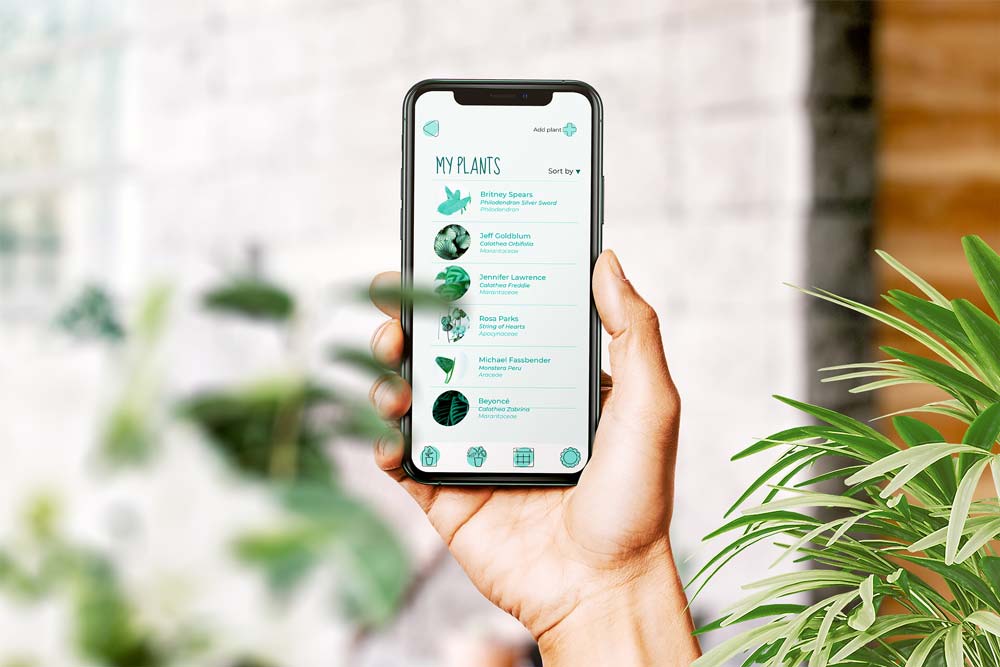 Add plant
MY PLANTS
Sort by ▾
Britney Spears
Philodendron Silver Sword
Philodendron
Jeff Goldblum
Calathea Orbifolia
Marantaceae
Jennifer Lawrence
Calathea Freddie
Marantaceae
Rosa Parks
String of Hearts
Apocynaceae
Michael Fassbender
Monstera Peru
Araceae
Beyoncé
Calathea Zabrina
Marantaceae